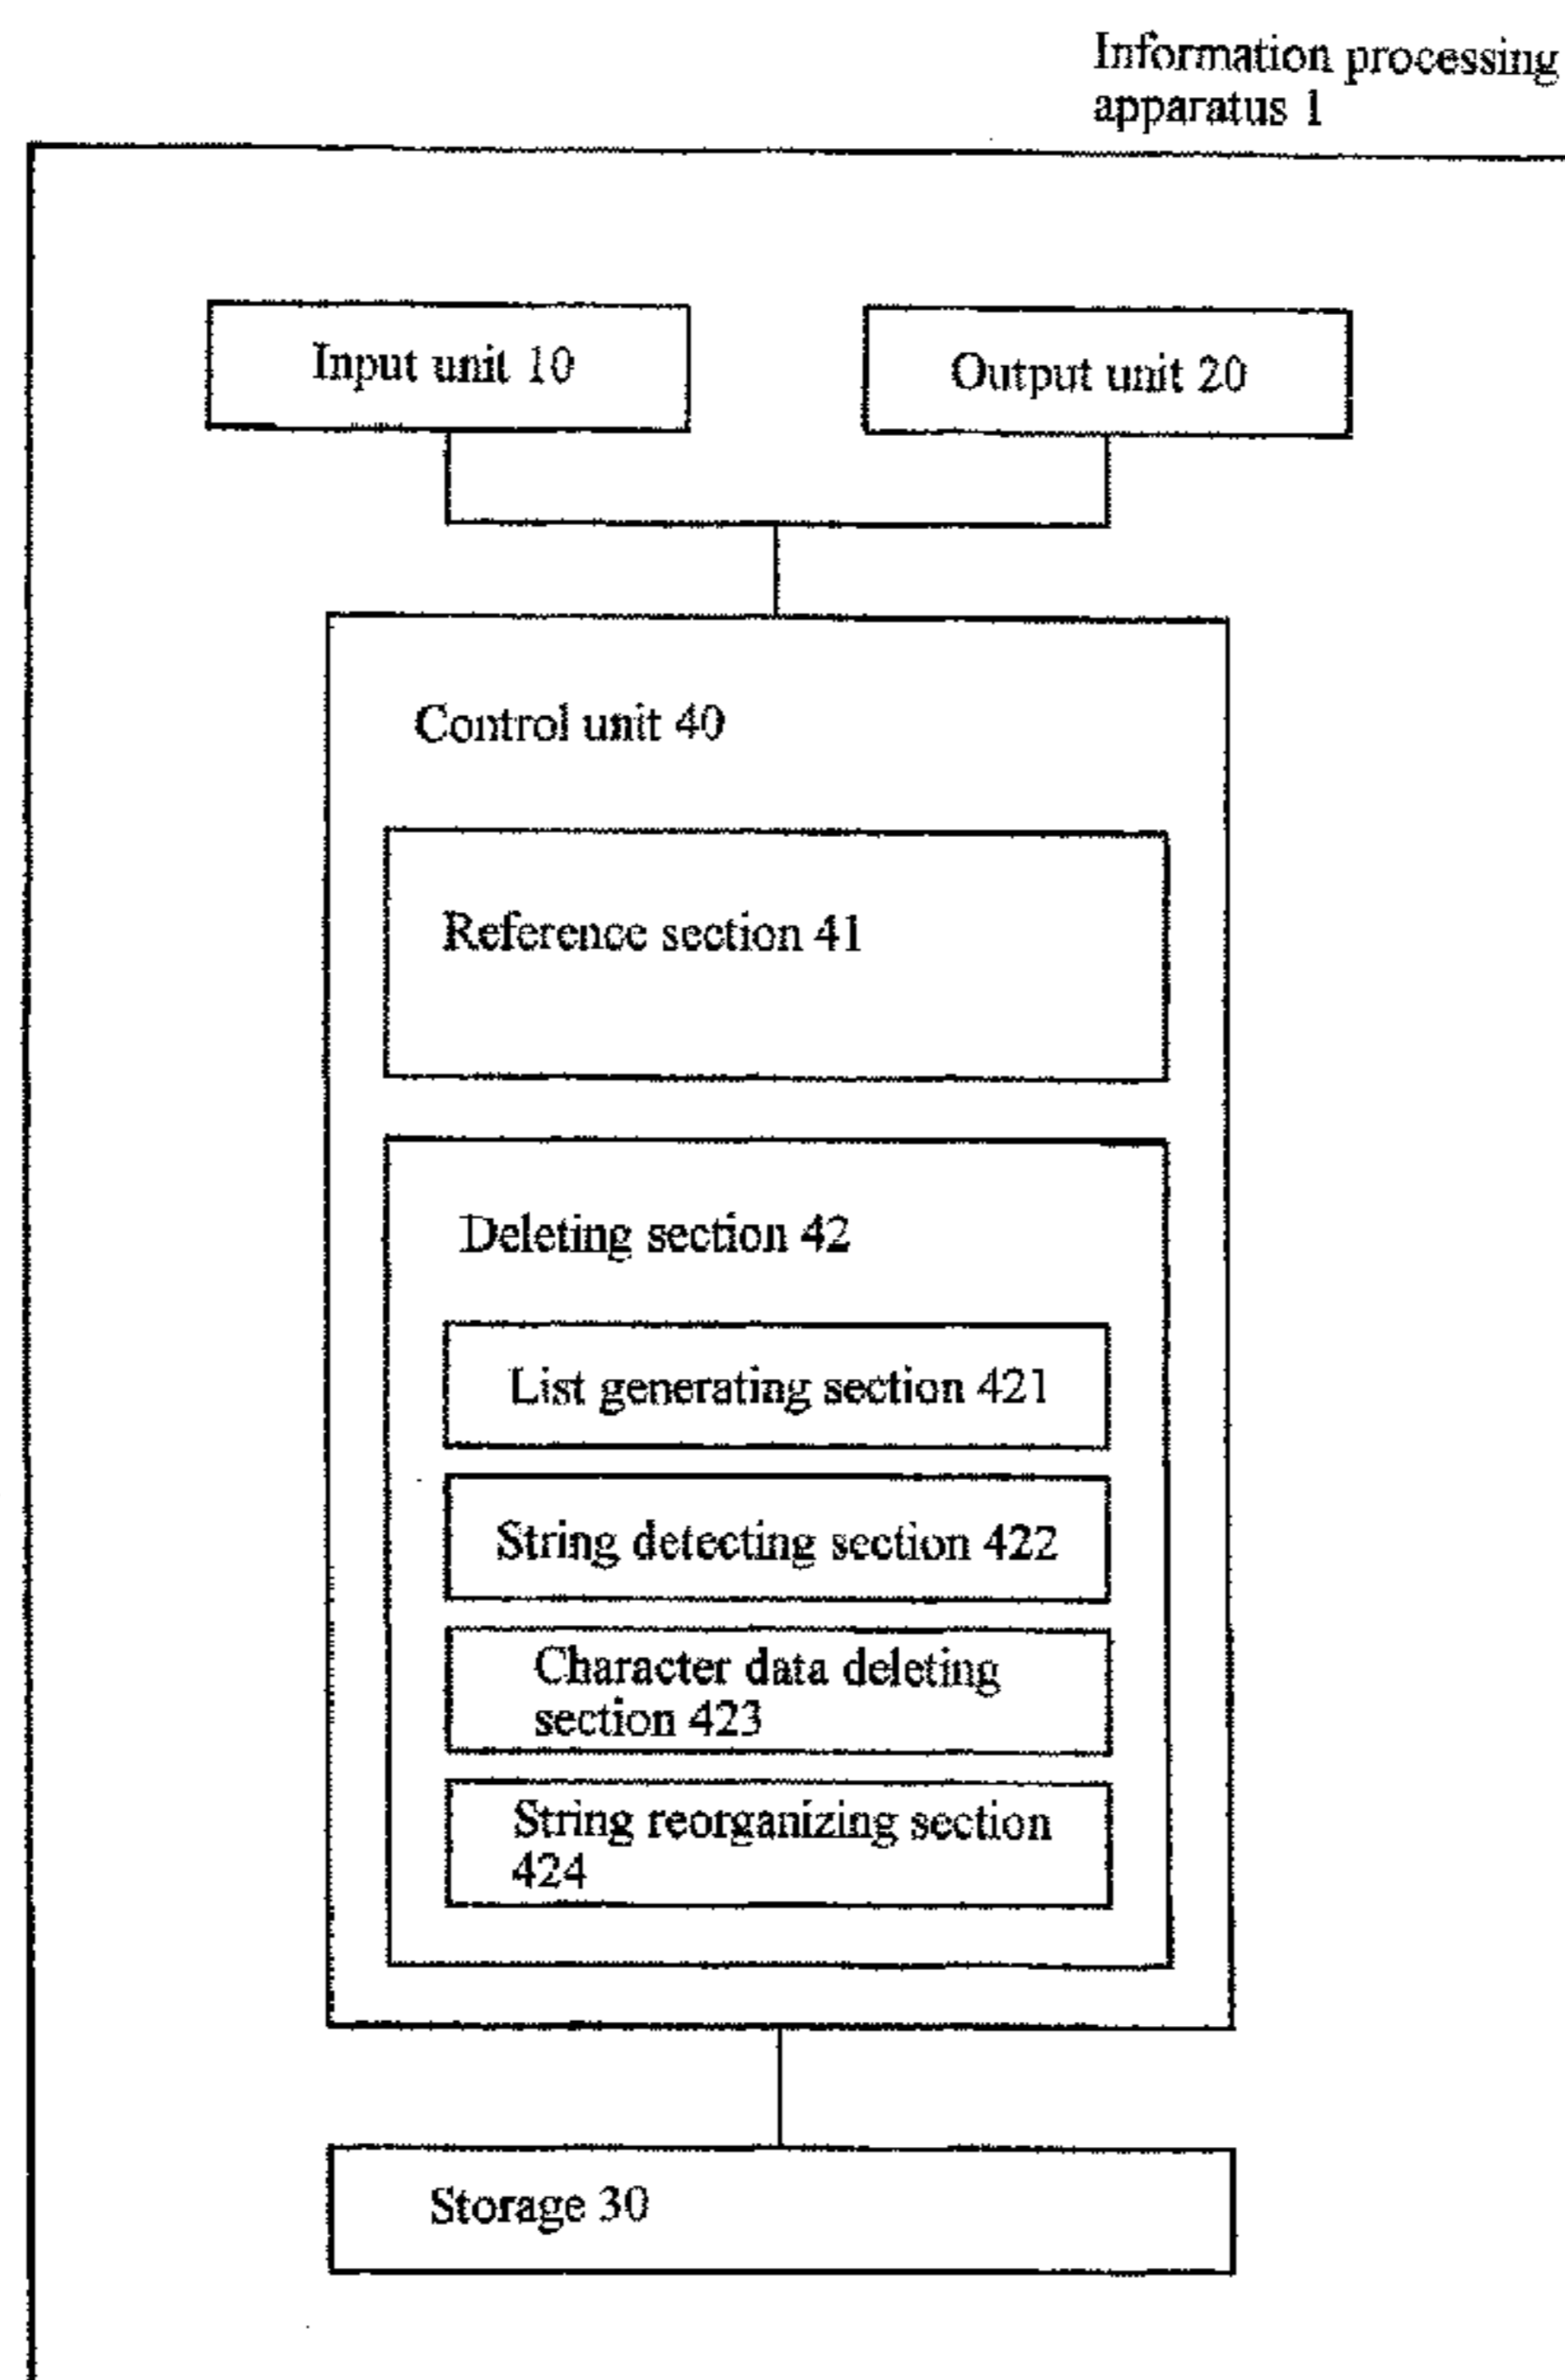 Information processing
apparatus 1
Input unit 10
Output unit 20
Control unit 40
Reference section 41
Deleting section 42
List generating section 421
String detecting section 422
Character data deleting
section 423
String reorganizing section
424
Storage 30